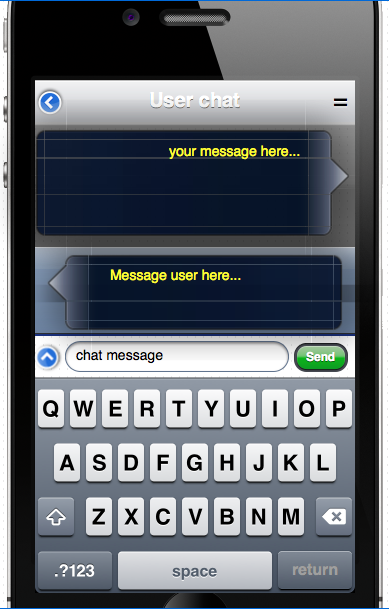 User chat
=
your message here...
Message user here...
chat message
Send
Q W E R T Y U I O P
A S D F G H J K L
Z X C V B N M
.?123 space return